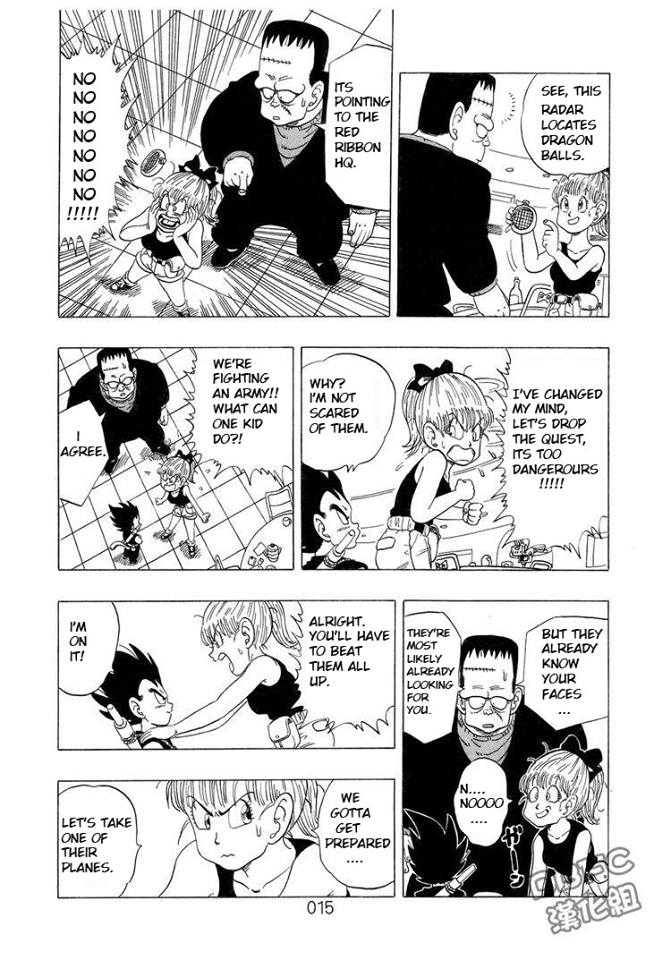 SEE, THIS
RADAR
LOCATES
DRAGON
BALLS.
ITS
POINTING
TO THE
RED
RIBBON
HQ.
NO
NO
NO
NO
NO
NO
NO
!!!!!
I'VE CHANGED
MY MIND,
LET'S DROP
THE QUEST,
ITS TOO
DANGEROURS
!!!!!
WHY?
I'M NOT
SCARED
OF THEM.
WE'RE
FIGHTING
AN ARMY!!
WHAT CAN
ONE KID
DO?!
I
AGREE.
BUT THEY
ALREADY
KNOW
YOUR
FACES
....
THEY'RE
MOST
LIKELY
ALREADY
LOOKING
FOR
YOU.
N....
NOOOO
....
ガーン
ALRIGHT.
YOU'LL HAVE
TO BEAT
THEM ALL
UP.
I'M
ON
IT!
WE
GOTTA
GET
PREPARED
....
LET'S TAKE
ONE OF
THEIR
PLANES.
漢化組
015